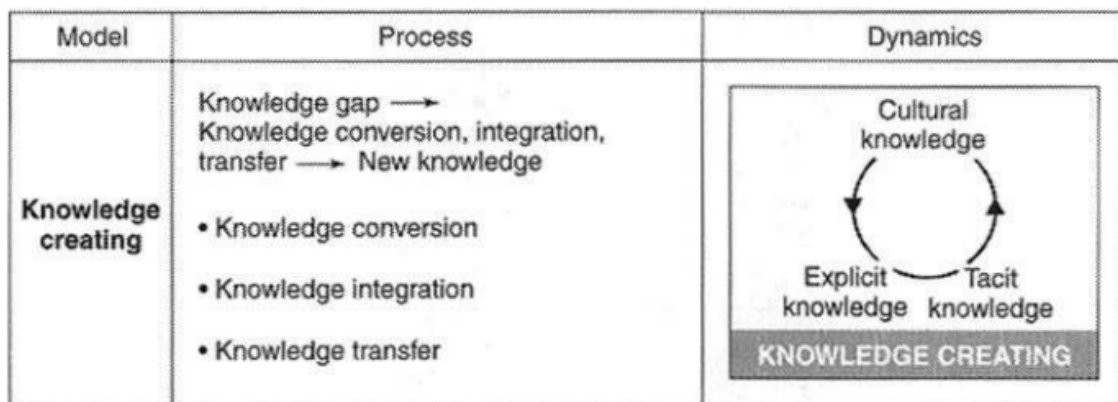 Model
Process
Dynamics
Knowledge creating
Knowledge gap →
Knowledge conversion, integration,
transfer → New knowledge
• Knowledge conversion
• Knowledge integration
• Knowledge transfer
Cultural
knowledge
Explicit
knowledge
Tacit
knowledge
KNOWLEDGE CREATING